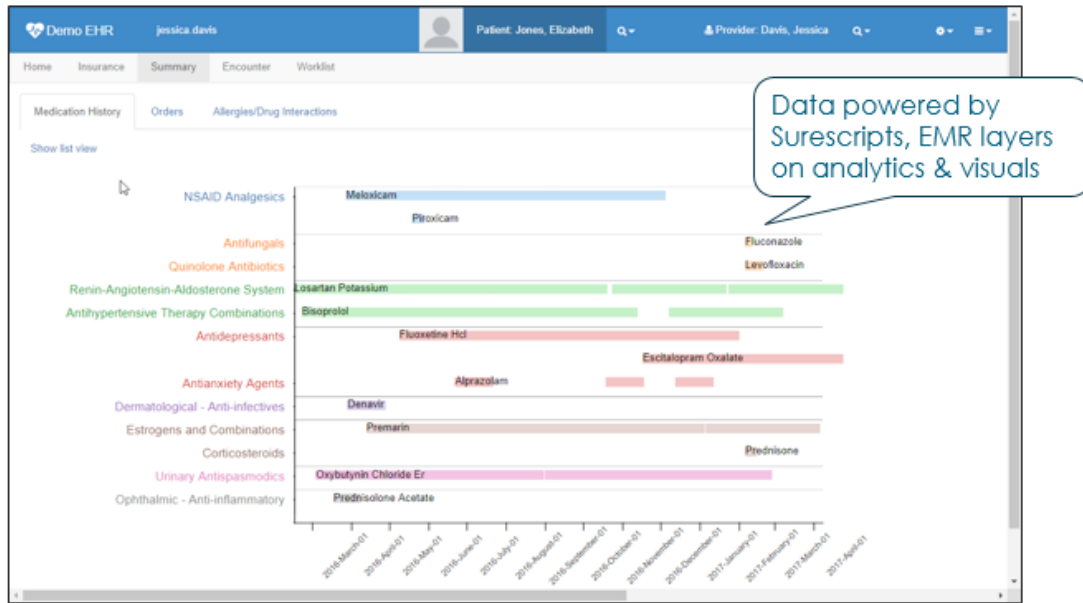 Demo EHR jessica.davis Patient: Jones, Elizabeth Provider: Davis, Jessica
Home Insurance Summary Encounter Worklist
Medication History Orders Allergies/Drug Interactions
Show list view
Data powered by
Surescripts, EMR layers
on analytics & visuals
NSAID Analgesics Meloxicam
Piroxicam
Antifungals Fluconazole
Quinolone Antibiotics Levofloxacin
Renin-Angiotensin-Aldosterone System Losartan Potassium
Antihypertensive Therapy Combinations Bisoprolol
Antidepressants Fluoxetine Hcl
Escitalopram Oxalate
Antianxiety Agents Alprazolam
Dermatological - Anti-infectives Denavir
Estrogens and Combinations Premarin
Corticosteroids Prednisone
Urinary Antispasmodics Oxybutynin Chloride Er
Ophthalmic - Anti-inflammatory Prednisolone Acetate
2016-March-01 2016-April-01 2016-May-01 2016-June-01 2016-July-01 2016-August-01 2016-September-01 2016-October-01 2016-November-01 2016-December-01 2017-January-01 2017-February-01 2017-March-01 2017-April-01